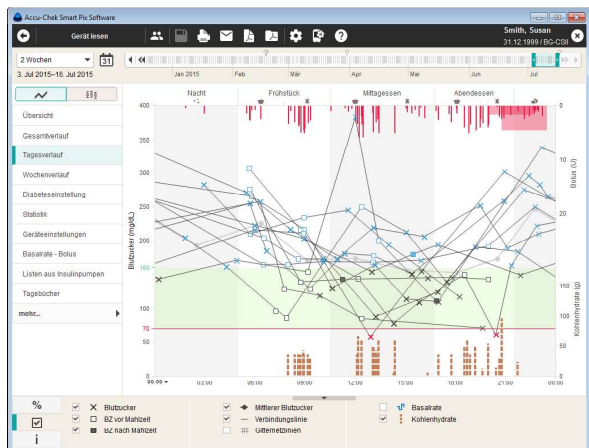 Accu-Chek Smart Pix Software
Gerät lesen
Smith, Susan
31.12.1999 / BG-CSII
2 Wochen
31
3. Jul 2015–16. Jul 2015
Jan 2015 Feb Mär Apr Mai Jun Jul
Übersicht
Gesamtverlauf
Tagesverlauf
Wochenverlauf
Diabeteseinstellung
Statistik
Geräteeinstellungen
Basalrate - Bolus
Listen aus Insulinpumpen
Tagebücher
mehr...
Nacht Frühstück Mittagessen Abendessen
Blutzucker (mg/dL)
400
350
300
250
200
160
100
70
50
0
Bolus (U)
0
10
20
Kohlenhydrate (g)
150
100
50
0
00:00 03:00 06:00 09:00 12:00 15:00 18:00 21:00 00:00
% Blutzucker Mittlerer Blutzucker Basalrate
BZ vor Mahlzeit Verbindungslinie Kohlenhydrate
i BZ nach Mahlzeit Gitternetzlinien